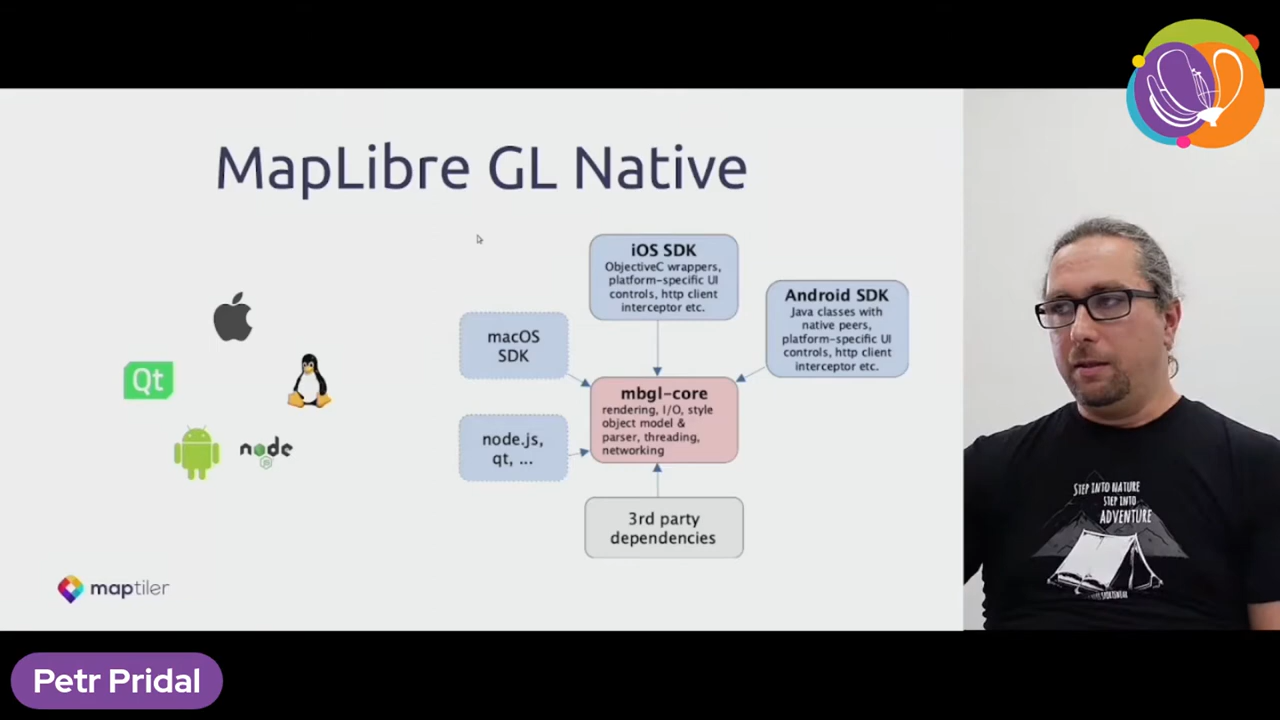 MapLibre GL Native
iOS SDK
ObjectiveC wrappers,
platform-specific UI
controls, http client
interceptor etc.
Android SDK
Java classes with
native peers,
platform-specific UI
controls, http client
interceptor etc.
macOS
SDK
mbgl-core
rendering, I/O, style
object model &
parser, threading,
networking
node.js,
qt, ...
3rd party
dependencies
Qt
node
maptiler
STEP INTO NATURE
STEP INTO
ADVENTURE
Petr Pridal